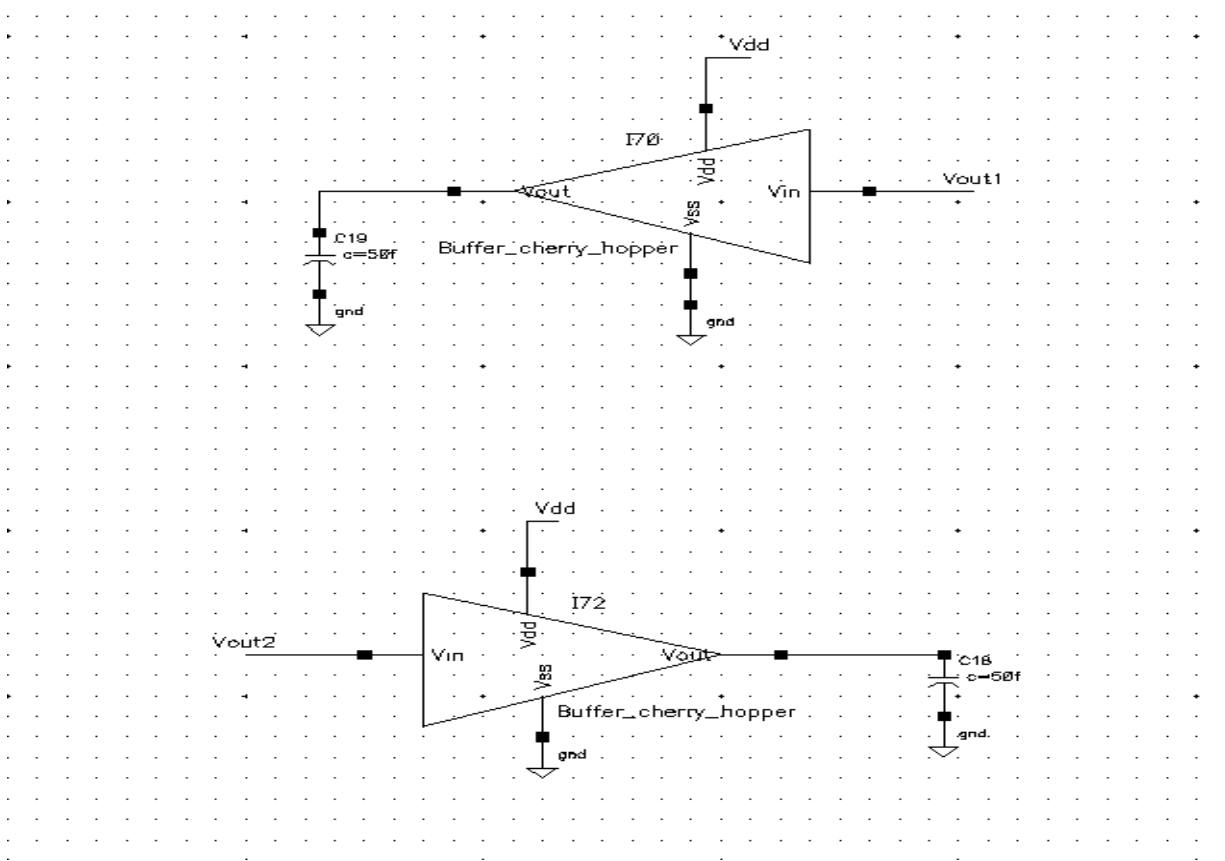 Vdd
I70
Vdd
Vout
Vin
Vout1
Vss
C19
c=50f
Buffer_cherry_hopper
gnd
gnd
Vdd
I72
Vdd
Vout2
Vin
Vout
Vss
C18
c=50f
Buffer_cherry_hopper
gnd
gnd